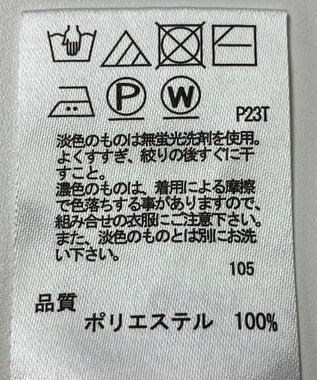 P W P23T
淡色のものは無蛍光洗剤を使用。
よくすすぎ、絞りの後すぐに干
すこと。
濃色のものは、着用による摩擦
で色落ちする事がありますので、
組み合せの衣服にご注意下さい。
また、淡色のものとは別にお洗
い下さい。
105
品質
ポリエステル 100%